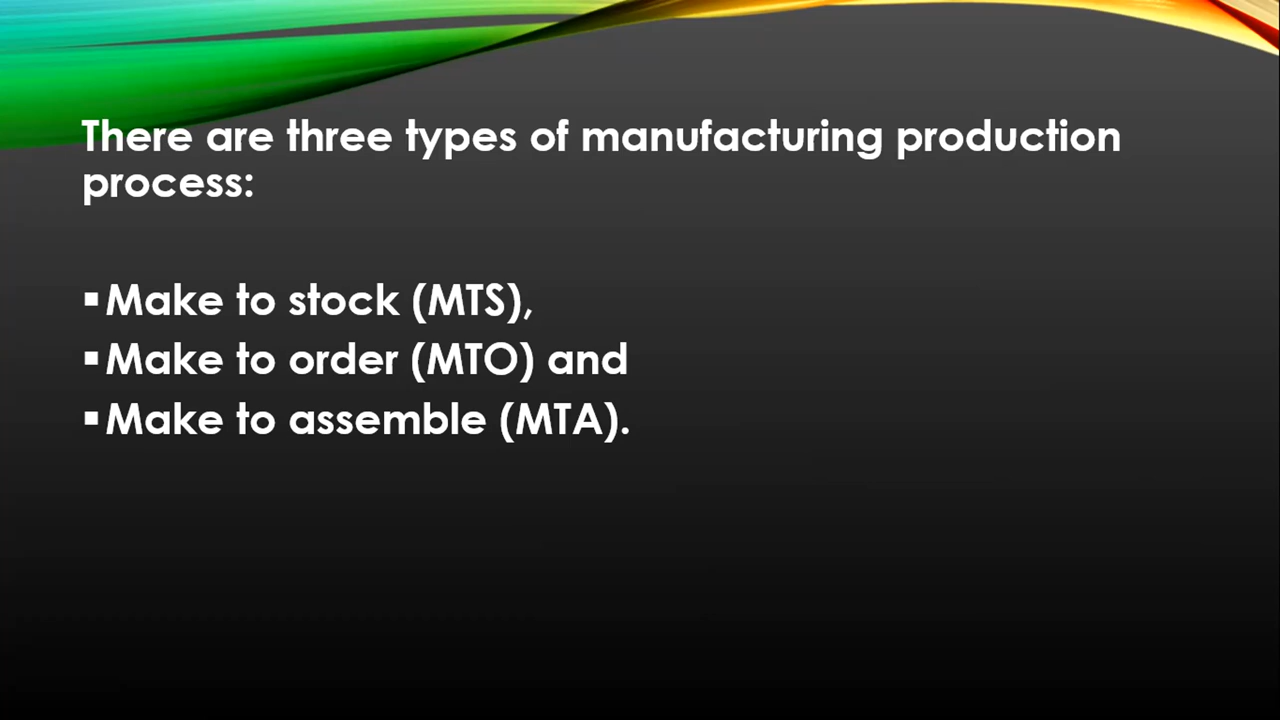 There are three types of manufacturing production
process:
▪Make to stock (MTS),
▪Make to order (MTO) and
▪Make to assemble (MTA).